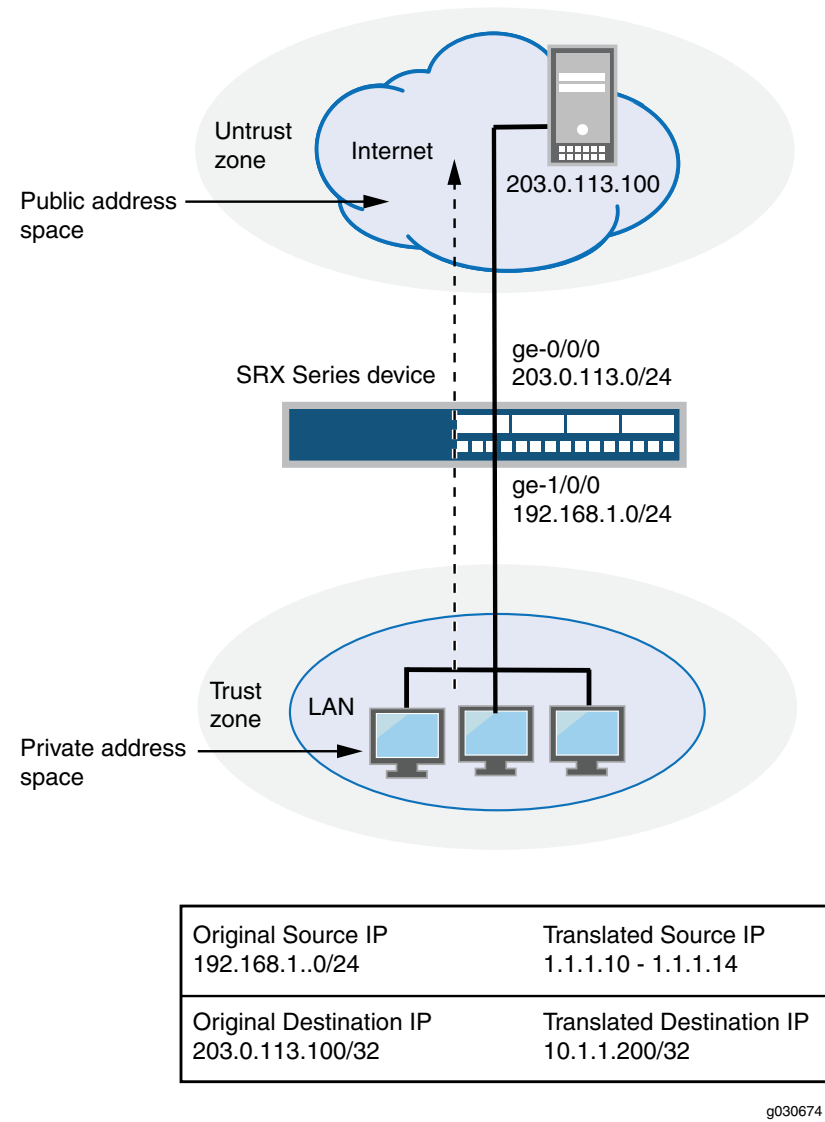 Untrust
zone
Internet
203.0.113.100
Public address
space
ge-0/0/0
203.0.113.0/24
SRX Series device
ge-1/0/0
192.168.1.0/24
Trust
zone
LAN
Private address
space
Original Source IP
192.168.1..0/24
Translated Source IP
1.1.1.10 - 1.1.1.14
Original Destination IP
203.0.113.100/32
Translated Destination IP
10.1.1.200/32
g030674